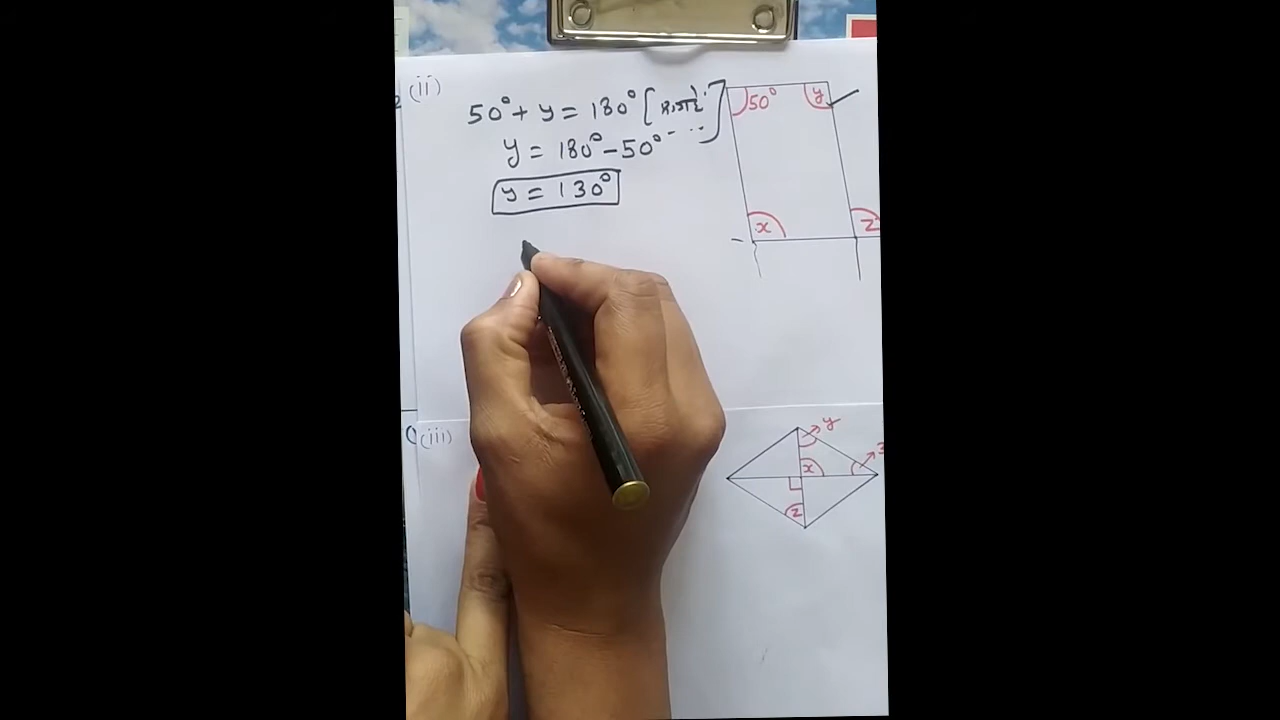 (ii)
50° + y = 180° [
y = 180° - 50° - ...]
y = 130°
50°
y
x
z
(iii)
y
x
z